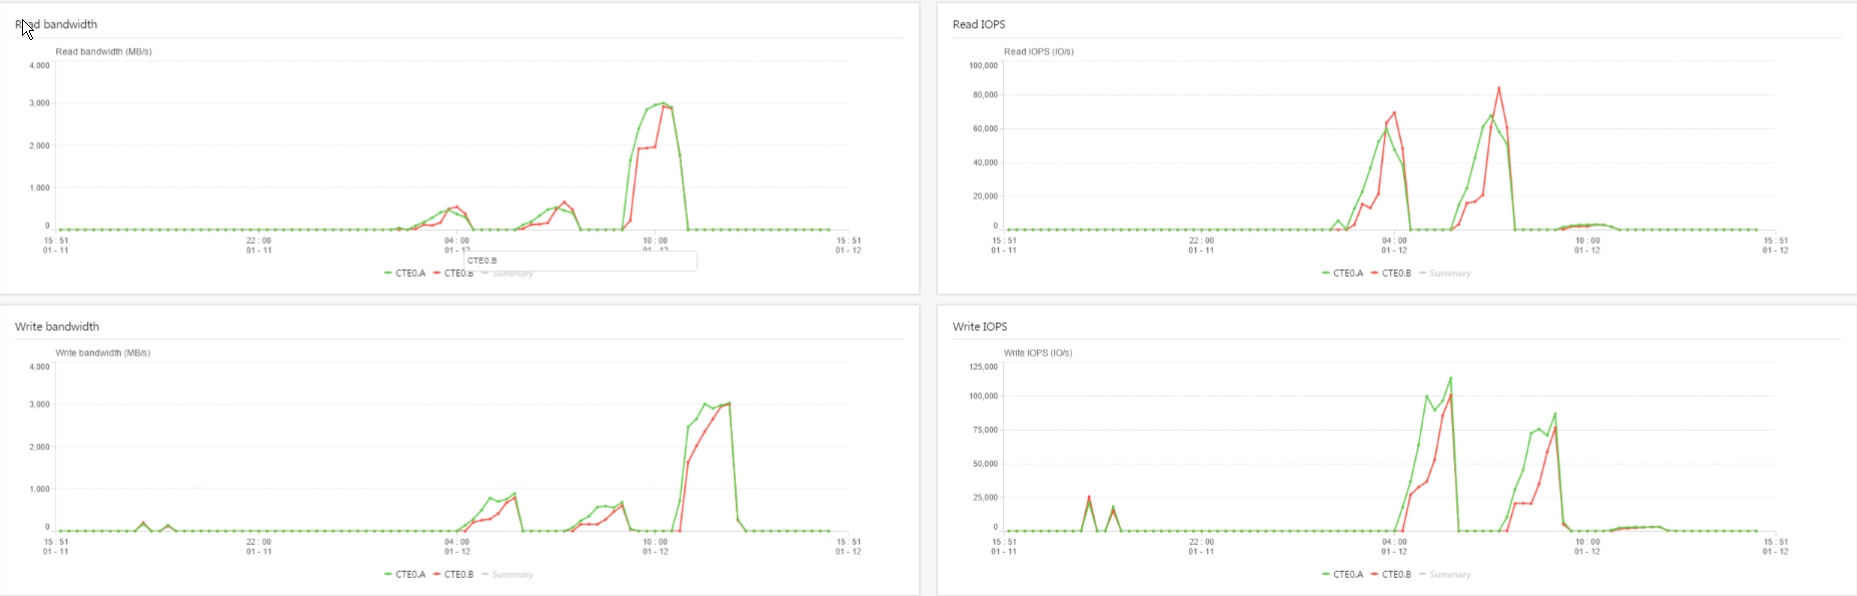 Read bandwidth
Read bandwidth (MB/s)
4,000
3,000
2,000
1,000
0
15 : 51
01 - 11
22 : 00
01 - 11
04 : 00
01 - 12
10 : 00
01 - 12
15 : 51
01 - 12
CTE0.B
CTE0.A CTE0.B Summary
Read IOPS
Read IOPS (IO/s)
100,000
80,000
60,000
40,000
20,000
0
15 : 51
01 - 11
22 : 00
01 - 11
04 : 00
01 - 12
10 : 00
01 - 12
15 : 51
01 - 12
CTE0.A CTE0.B Summary
Write bandwidth
Write bandwidth (MB/s)
4,000
3,000
2,000
1,000
0
15 : 51
01 - 11
22 : 00
01 - 11
04 : 00
01 - 12
10 : 00
01 - 12
15 : 51
01 - 12
CTE0.A CTE0.B Summary
Write IOPS
Write IOPS (IO/s)
125,000
100,000
75,000
50,000
25,000
0
15 : 51
01 - 11
22 : 00
01 - 11
04 : 00
01 - 12
10 : 00
01 - 12
15 : 51
01 - 12
CTE0.A CTE0.B Summary